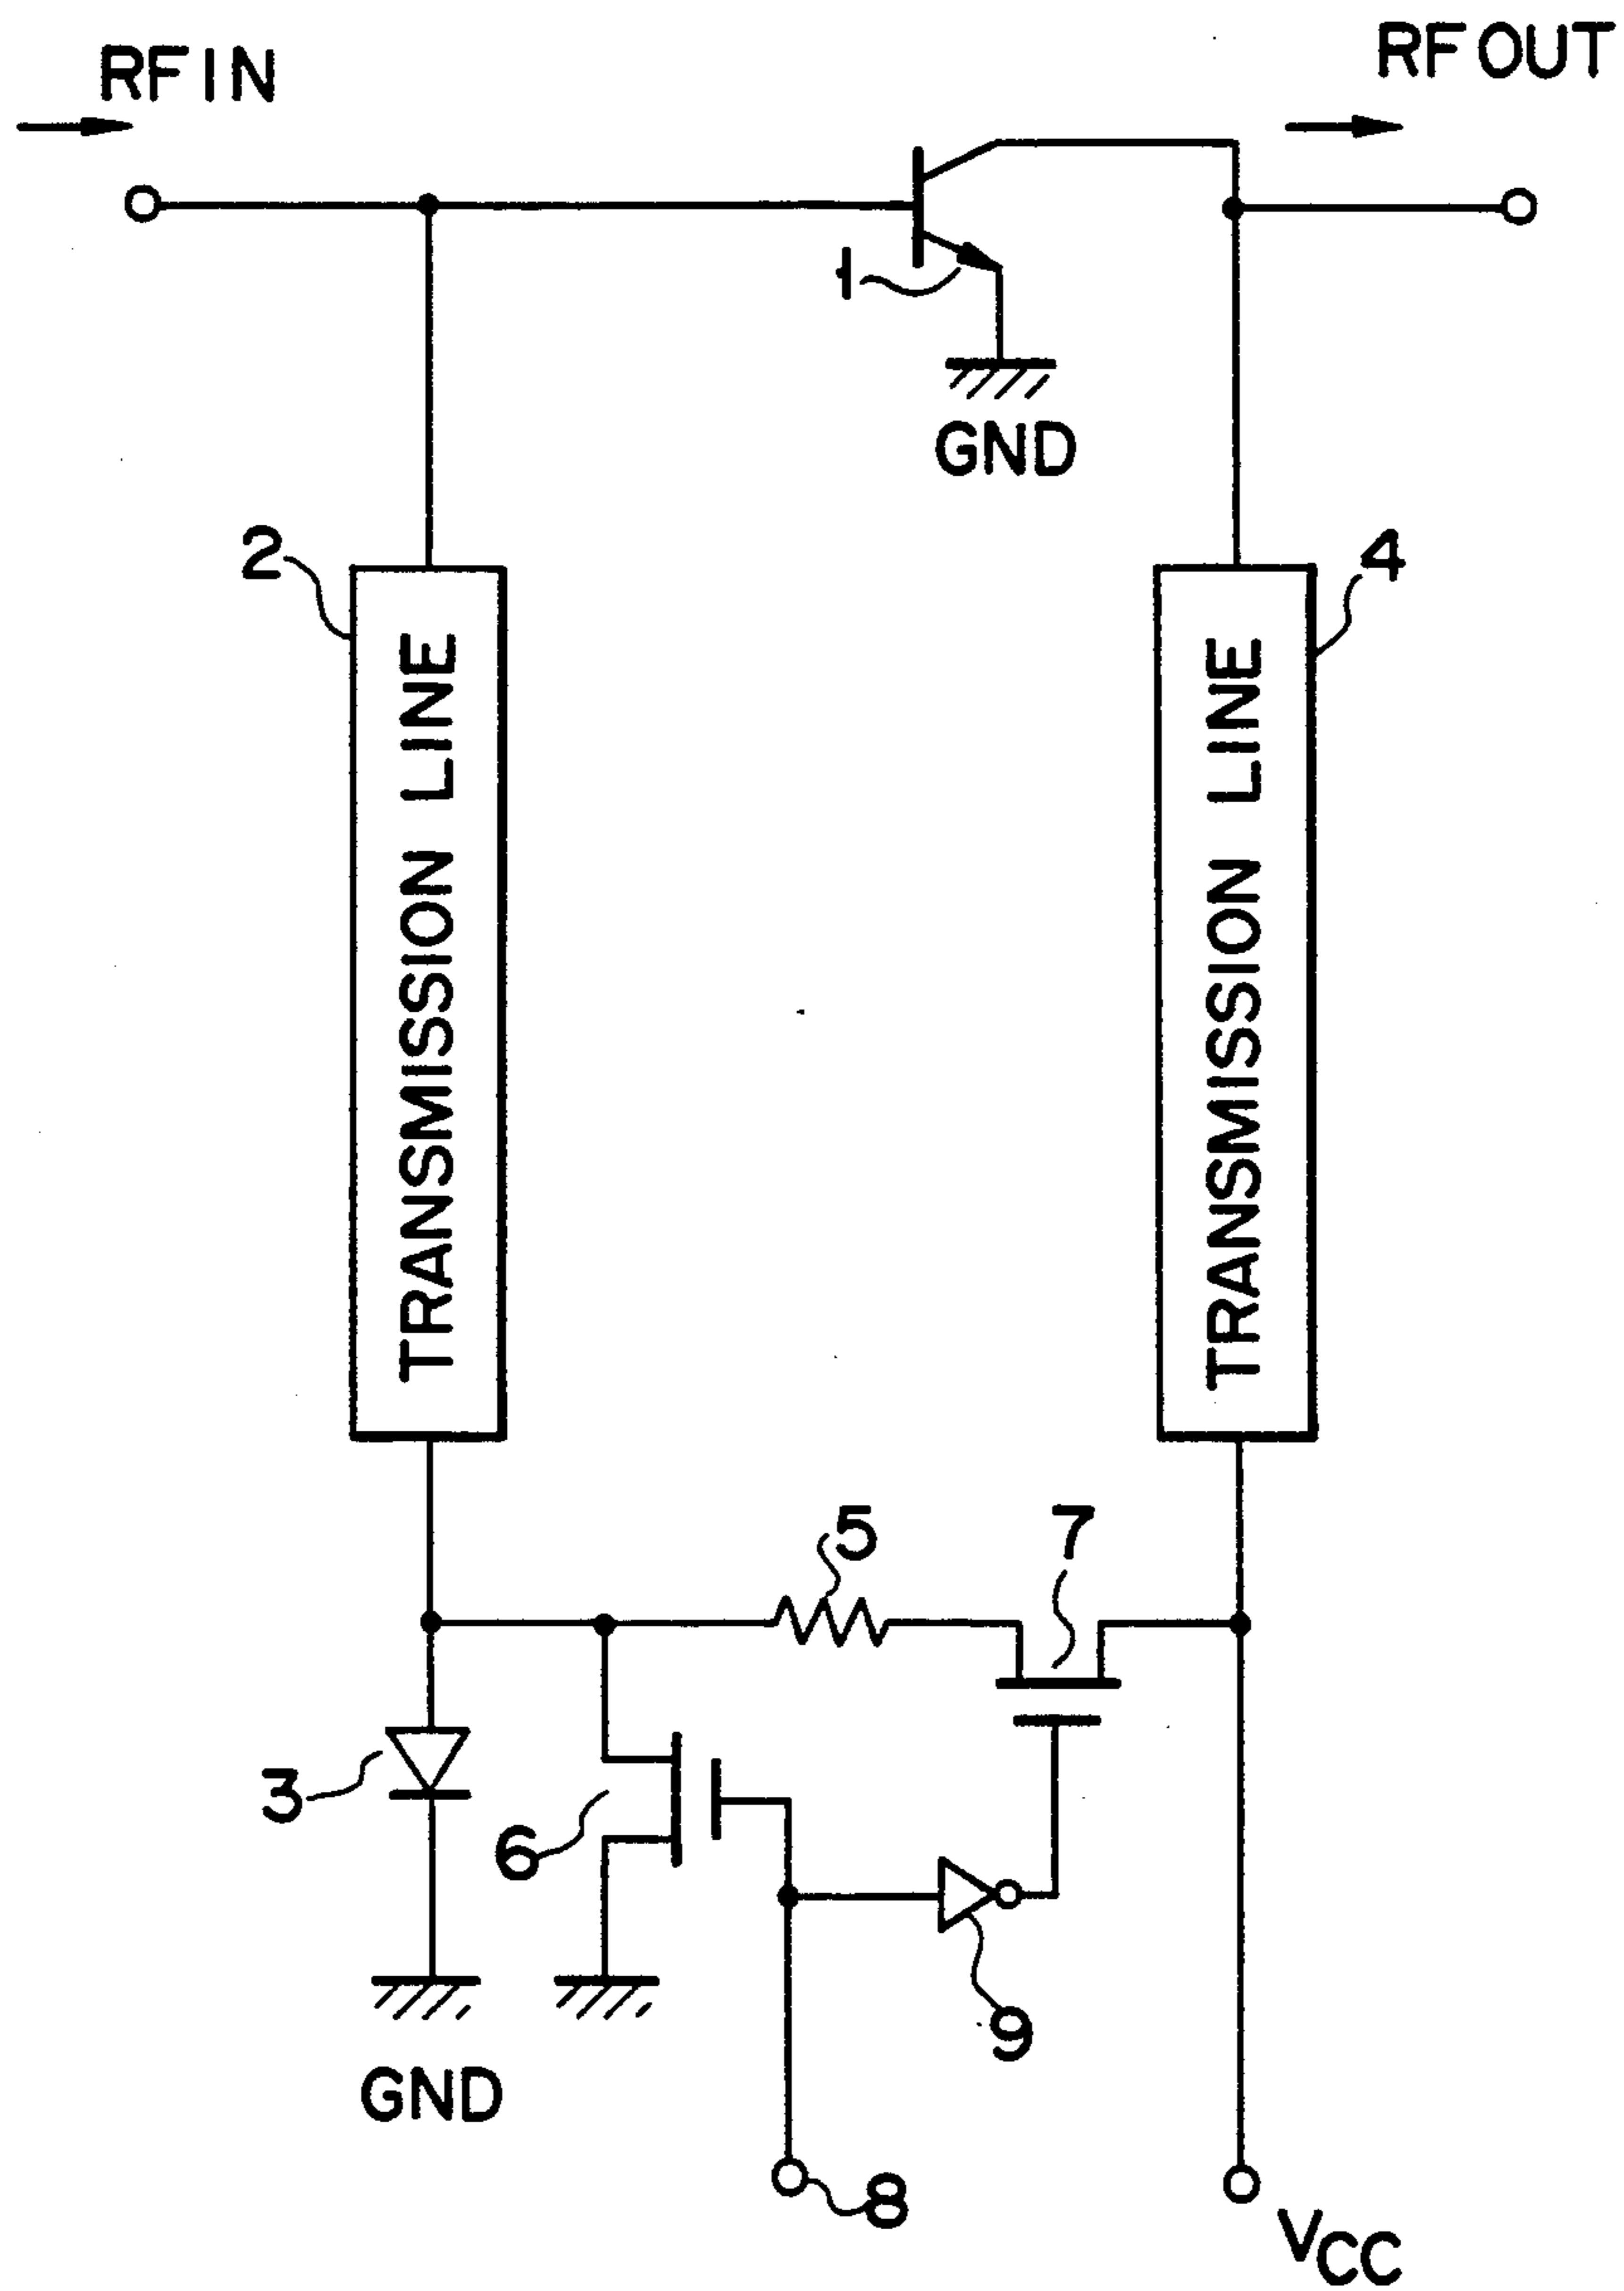 RFIN
RFOUT
1
GND
2
4
TRANSMISSION LINE
TRANSMISSION LINE
5
7
3
6
9
GND
8
VCC